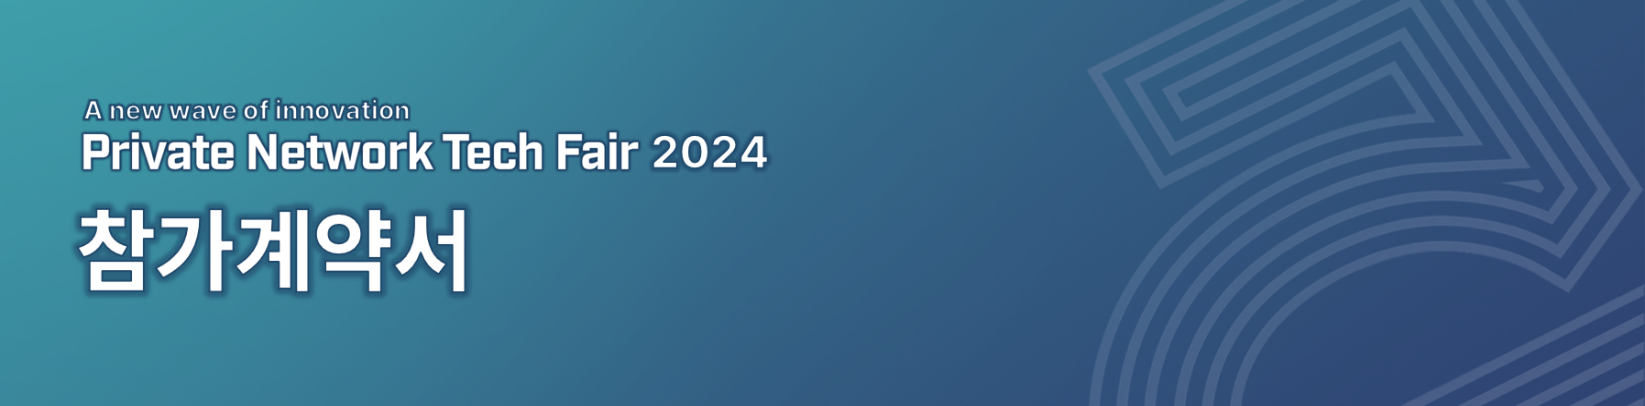 A new wave of innovation
Private Network Tech Fair 2024
참가계약서